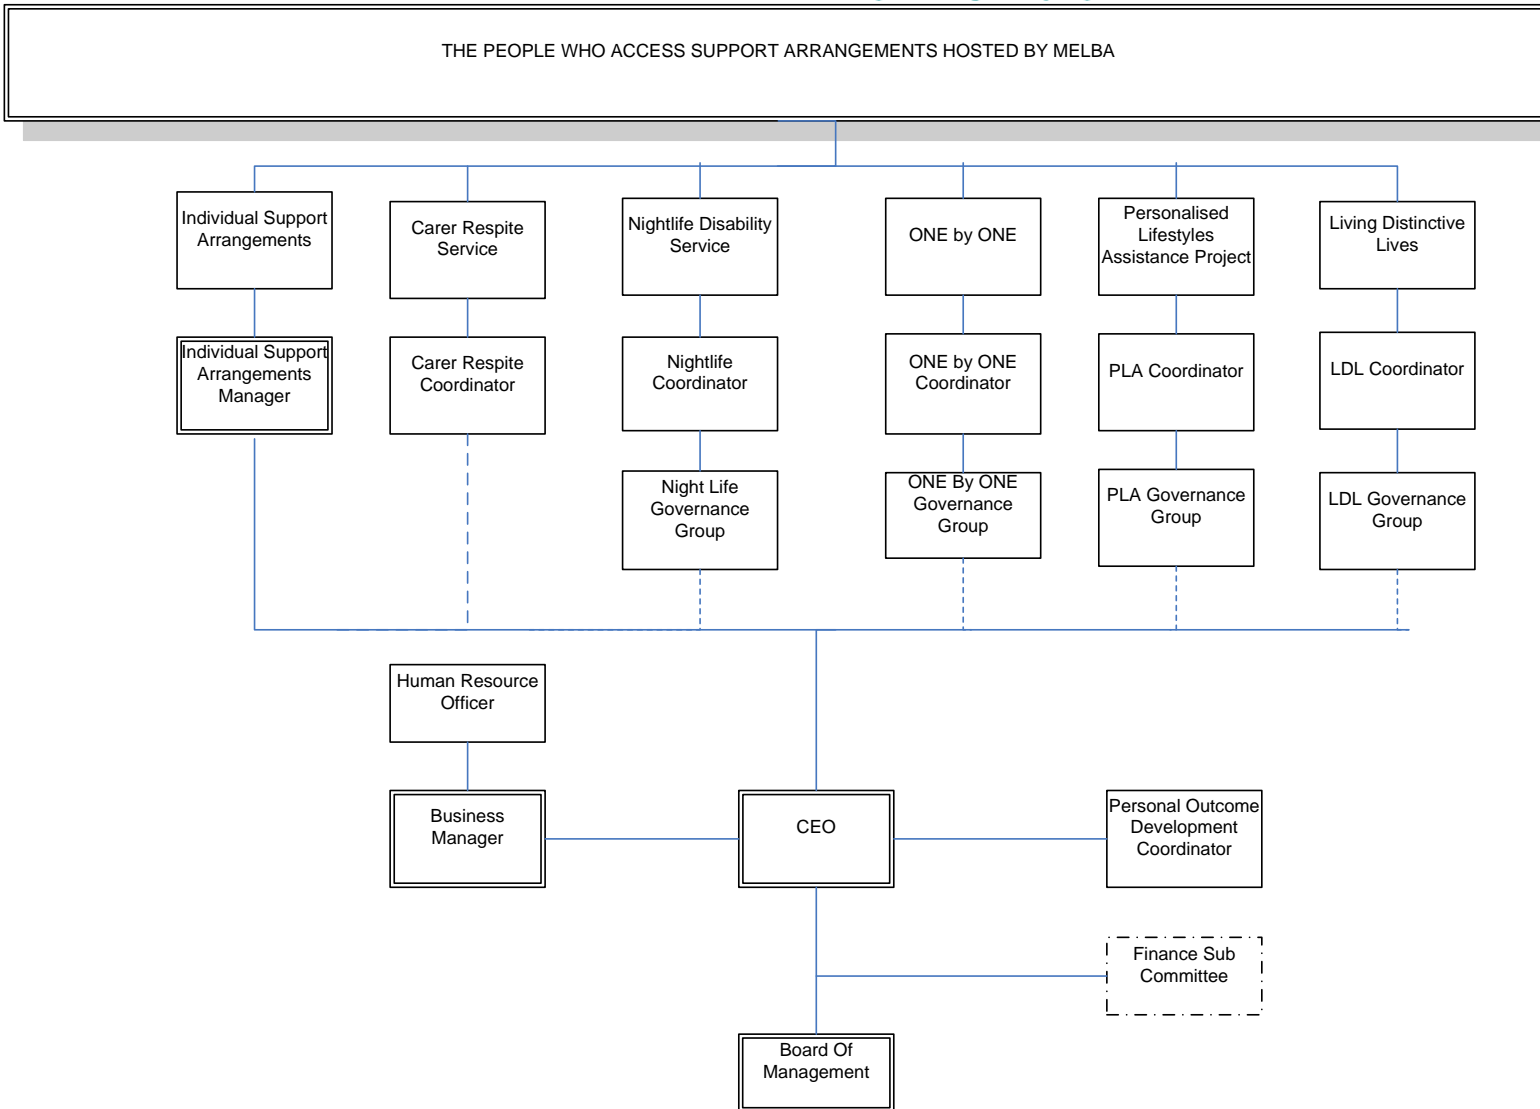 THE PEOPLE WHO ACCESS SUPPORT ARRANGEMENTS HOSTED BY MELBA
Individual Support
Arrangements
Carer Respite
Service
Nightlife Disability
Service
ONE by ONE
Personalised
Lifestyles
Assistance Project
Living Distinctive
Lives
Individual Support
Arrangements
Manager
Carer Respite
Coordinator
Nightlife
Coordinator
ONE by ONE
Coordinator
PLA Coordinator
LDL Coordinator
Night Life
Governance
Group
ONE By ONE
Governance
Group
PLA Governance
Group
LDL Governance
Group
Human Resource
Officer
Business
Manager
CEO
Personal Outcome
Development
Coordinator
Finance Sub
Committee
Board Of
Management